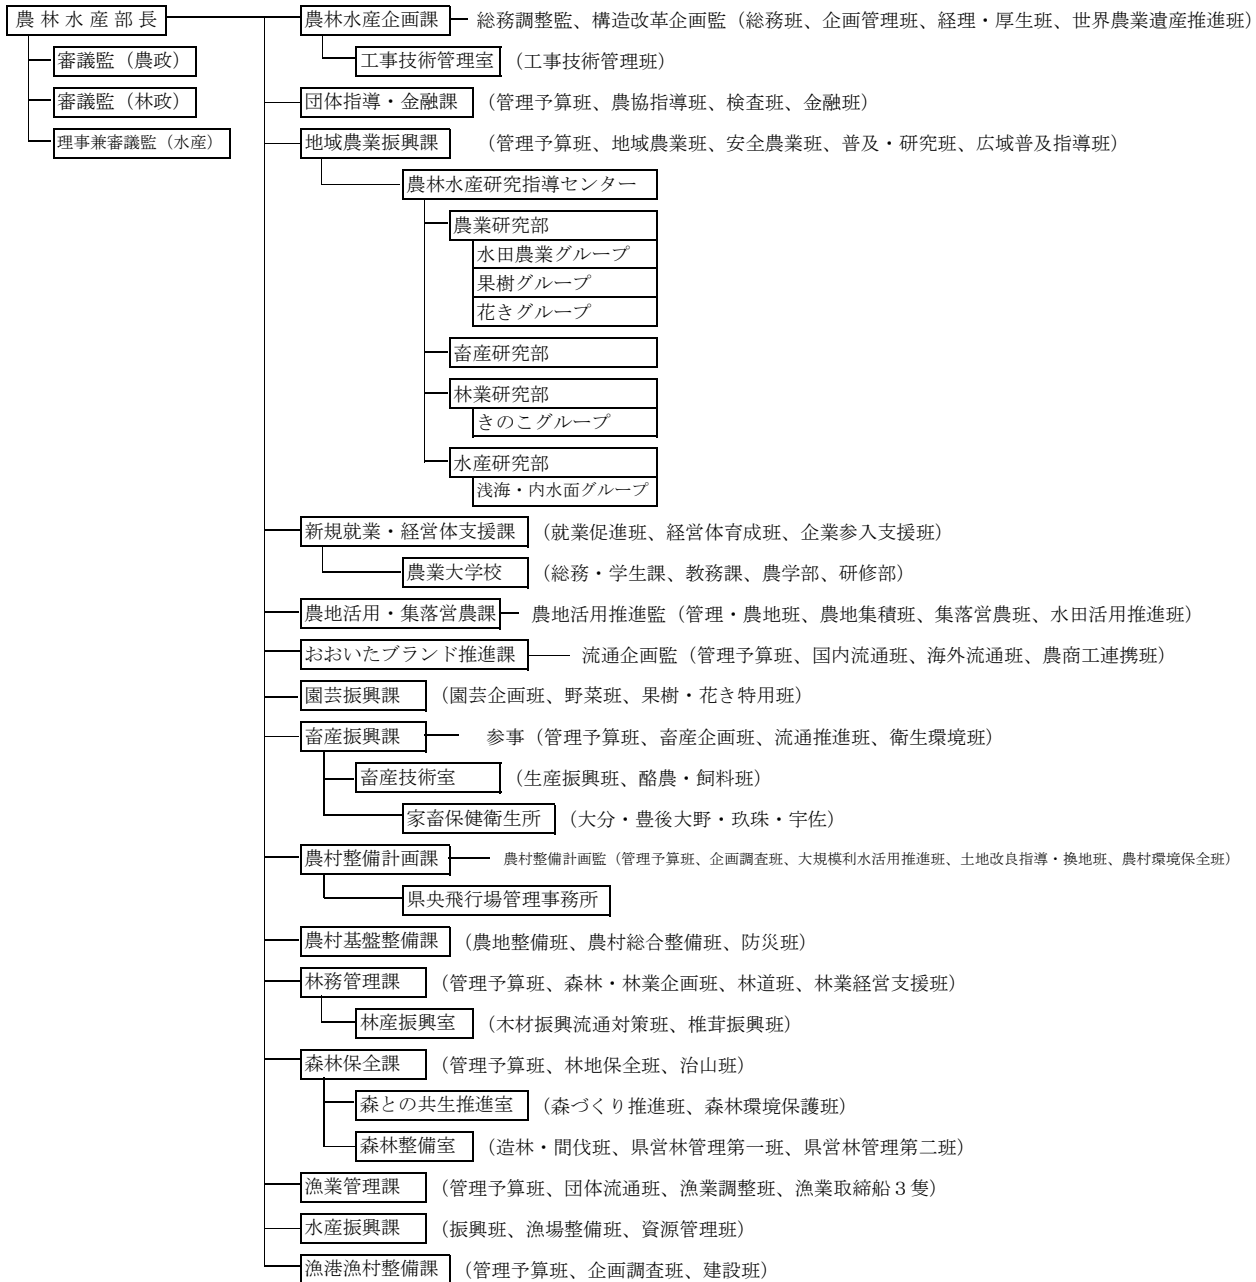 農林水産部長
審議監（農政）
審議監（林政）
理事兼審議監（水産）
農林水産企画課 総務調整監、構造改革企画監（総務班、企画管理班、経理・厚生班、世界農業遺産推進班）
工事技術管理室 （工事技術管理班）
団体指導・金融課 （管理予算班、農協指導班、検査班、金融班）
地域農業振興課 （管理予算班、地域農業班、安全農業班、普及・研究班、広域普及指導班）
農林水産研究指導センター
農業研究部
水田農業グループ
果樹グループ
花きグループ
畜産研究部
林業研究部
きのこグループ
水産研究部
浅海・内水面グループ
新規就業・経営体支援課 （就業促進班、経営体育成班、企業参入支援班）
農業大学校 （総務・学生課、教務課、農学部、研修部）
農地活用・集落営農課 農地活用推進監（管理・農地班、農地集積班、集落営農班、水田活用推進班）
おおいたブランド推進課 流通企画監（管理予算班、国内流通班、海外流通班、農商工連携班）
園芸振興課 （園芸企画班、野菜班、果樹・花き特用班）
畜産振興課 参事（管理予算班、畜産企画班、流通推進班、衛生環境班）
畜産技術室 （生産振興班、酪農・飼料班）
家畜保健衛生所 （大分・豊後大野・玖珠・宇佐）
農村整備計画課 農村整備計画監（管理予算班、企画調査班、大規模利水活用推進班、土地改良指導・換地班、農村環境保全班）
県央飛行場管理事務所
農村基盤整備課 （農地整備班、農村総合整備班、防災班）
林務管理課 （管理予算班、森林・林業企画班、林道班、林業経営支援班）
林産振興室 （木材振興流通対策班、椎茸振興班）
森林保全課 （管理予算班、林地保全班、治山班）
森との共生推進室 （森づくり推進班、森林環境保護班）
森林整備室 （造林・間伐班、県営林管理第一班、県営林管理第二班）
漁業管理課 （管理予算班、団体流通班、漁業調整班、漁業取締船３隻）
水産振興課 （振興班、漁場整備班、資源管理班）
漁港漁村整備課 （管理予算班、企画調査班、建設班）